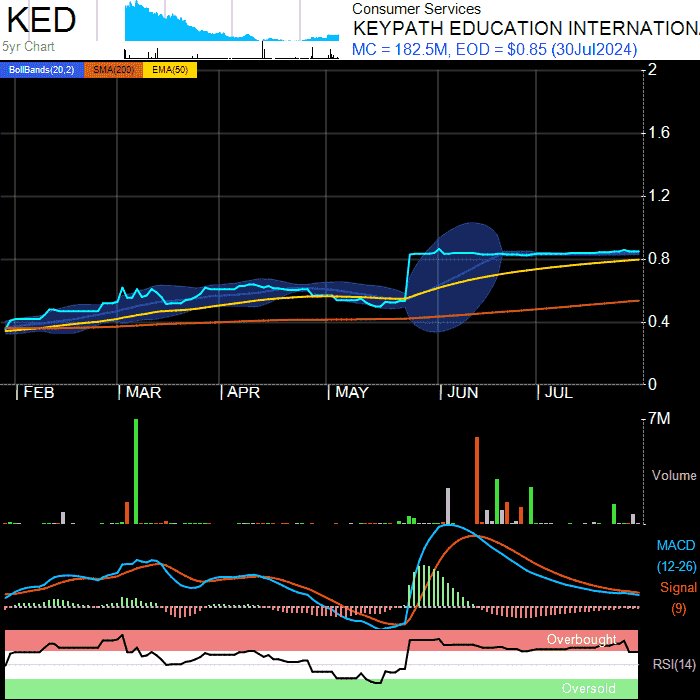 KED
5yr Chart
Consumer Services
KEYPATH EDUCATION INTERNATIONA
MC = 182.5M, EOD = $0.85 (30Jul2024)
BollBands(20,2) SMA(200) EMA(50)
2
1.6
1.2
0.8
0.4
0
FEB MAR APR MAY JUN JUL
7M
Volume
MACD
(12-26)
Signal
(9)
Overbought
RSI(14)
Oversold